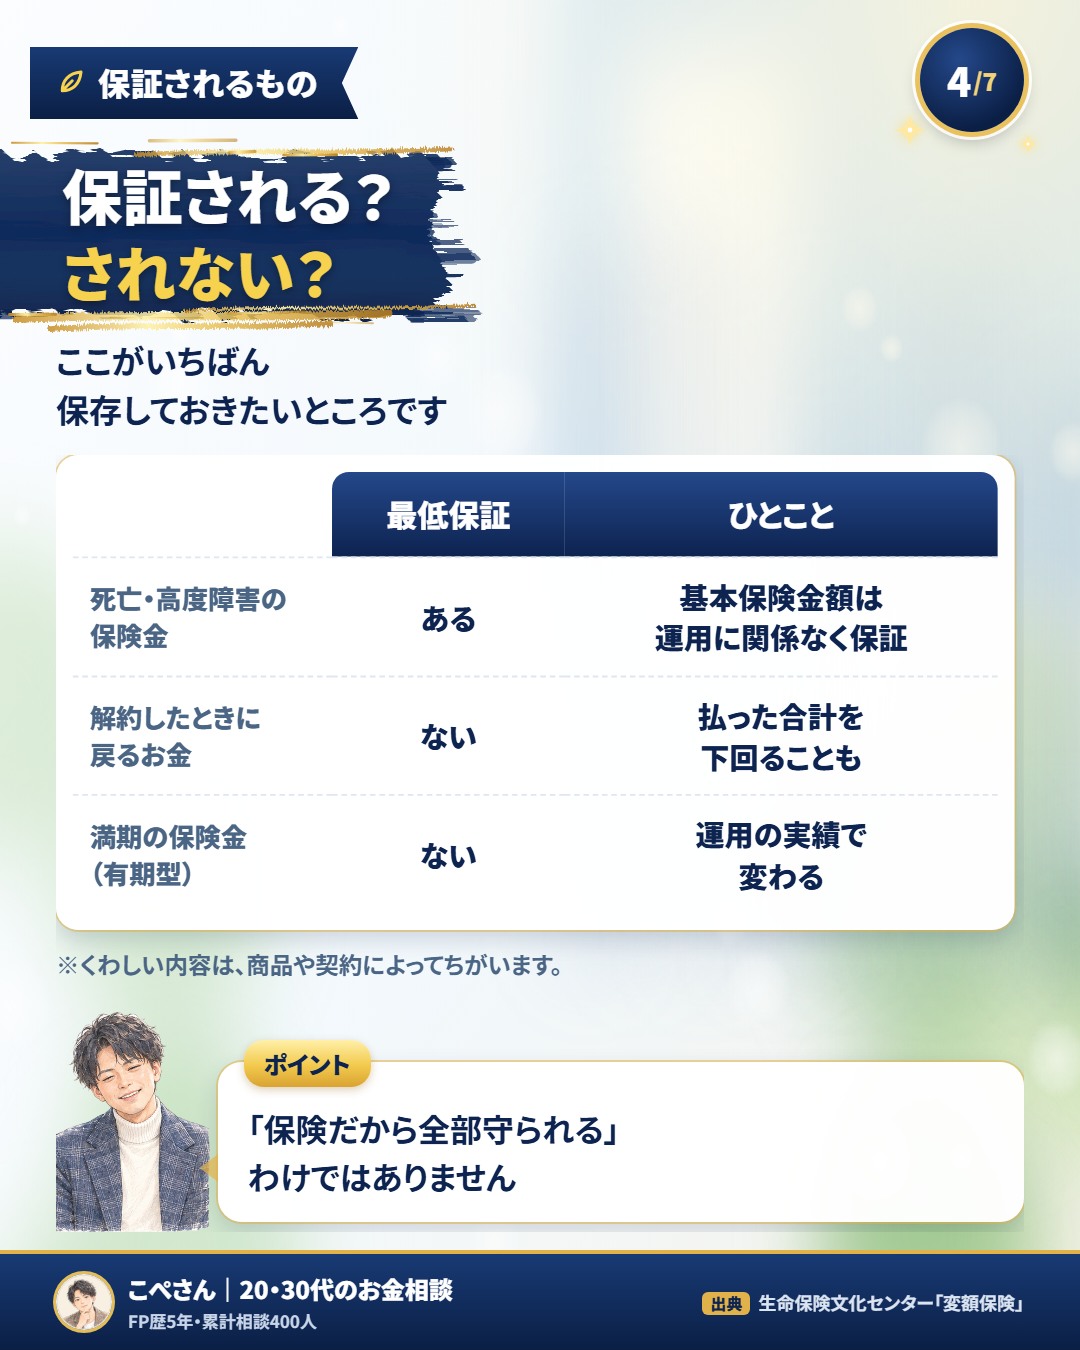 保証されるもの
4/7
保証される?
されない?
ここがいちばん
保存しておきたいところです
最低保証
ひとこと
死亡・高度障害の
保険金
ある
基本保険金額は
運用に関係なく保証
解約したときに
戻るお金
ない
払った合計を
下回ることも
満期の保険金
（有期型）
ない
運用の実績で
変わる
※くわしい内容は、商品や契約によってちがいます。
ポイント
「保険だから全部守られる」
わけではありません
こぺさん｜20・30代のお金相談
FP歴5年・累計相談400人
出典 生命保険文化センター「変額保険」